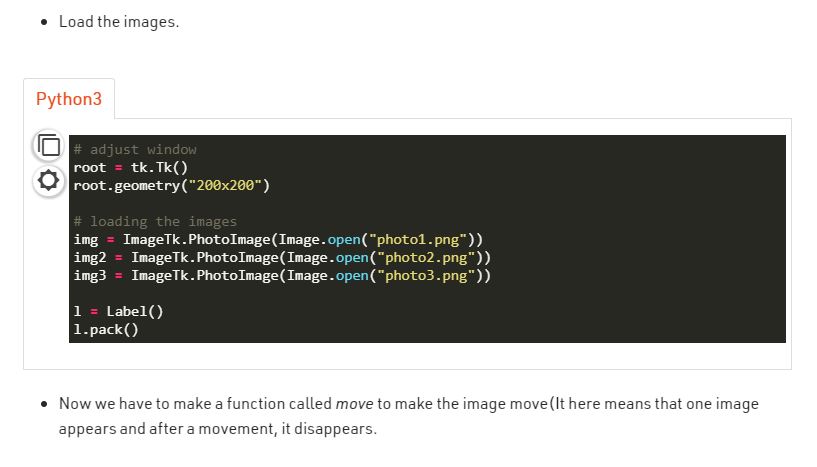 Load the images.
Python3
# adjust window
root = tk.Tk()
root.geometry("200x200")
# loading the images
img = ImageTk.PhotoImage(Image.open("photo1.png"))
img2 = ImageTk.PhotoImage(Image.open("photo2.png"))
img3 = ImageTk.PhotoImage(Image.open("photo3.png"))
l = Label()
l.pack()
Now we have to make a function called move to make the image move(It here means that one image
appears and after a movement, it disappears.